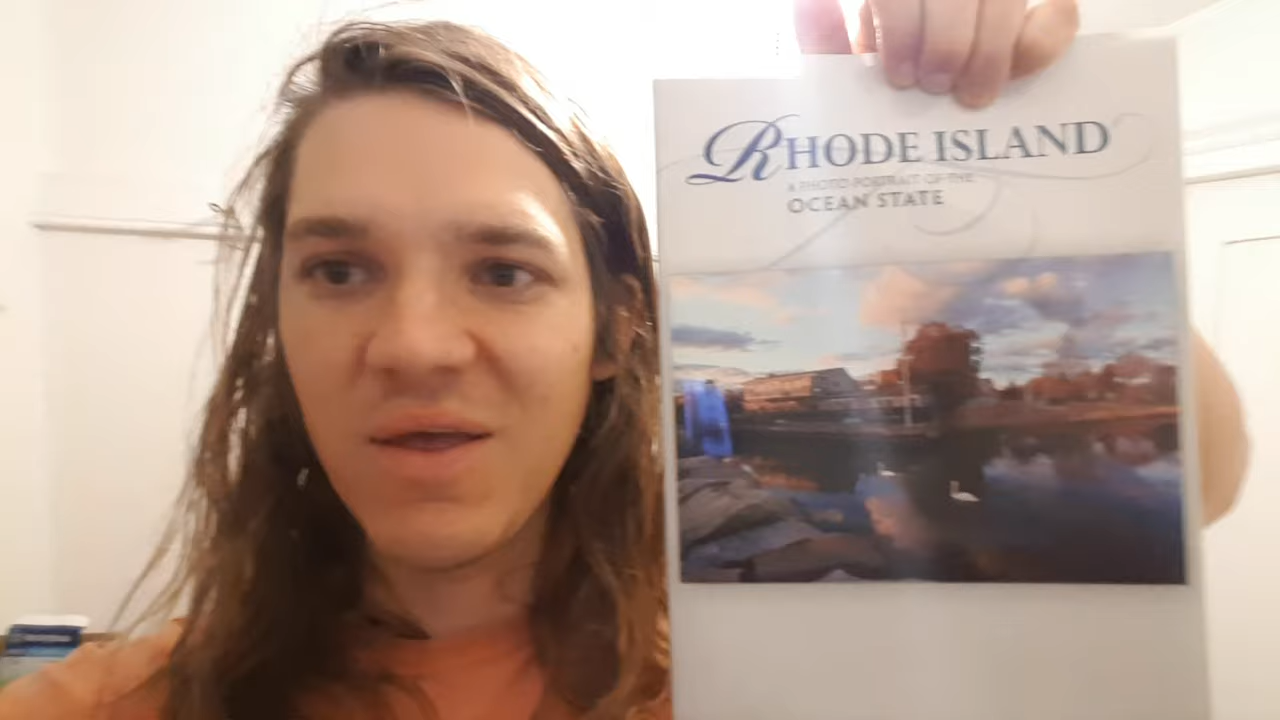 RHODE ISLAND
A PHOTO PORTRAIT OF THE
OCEAN STATE